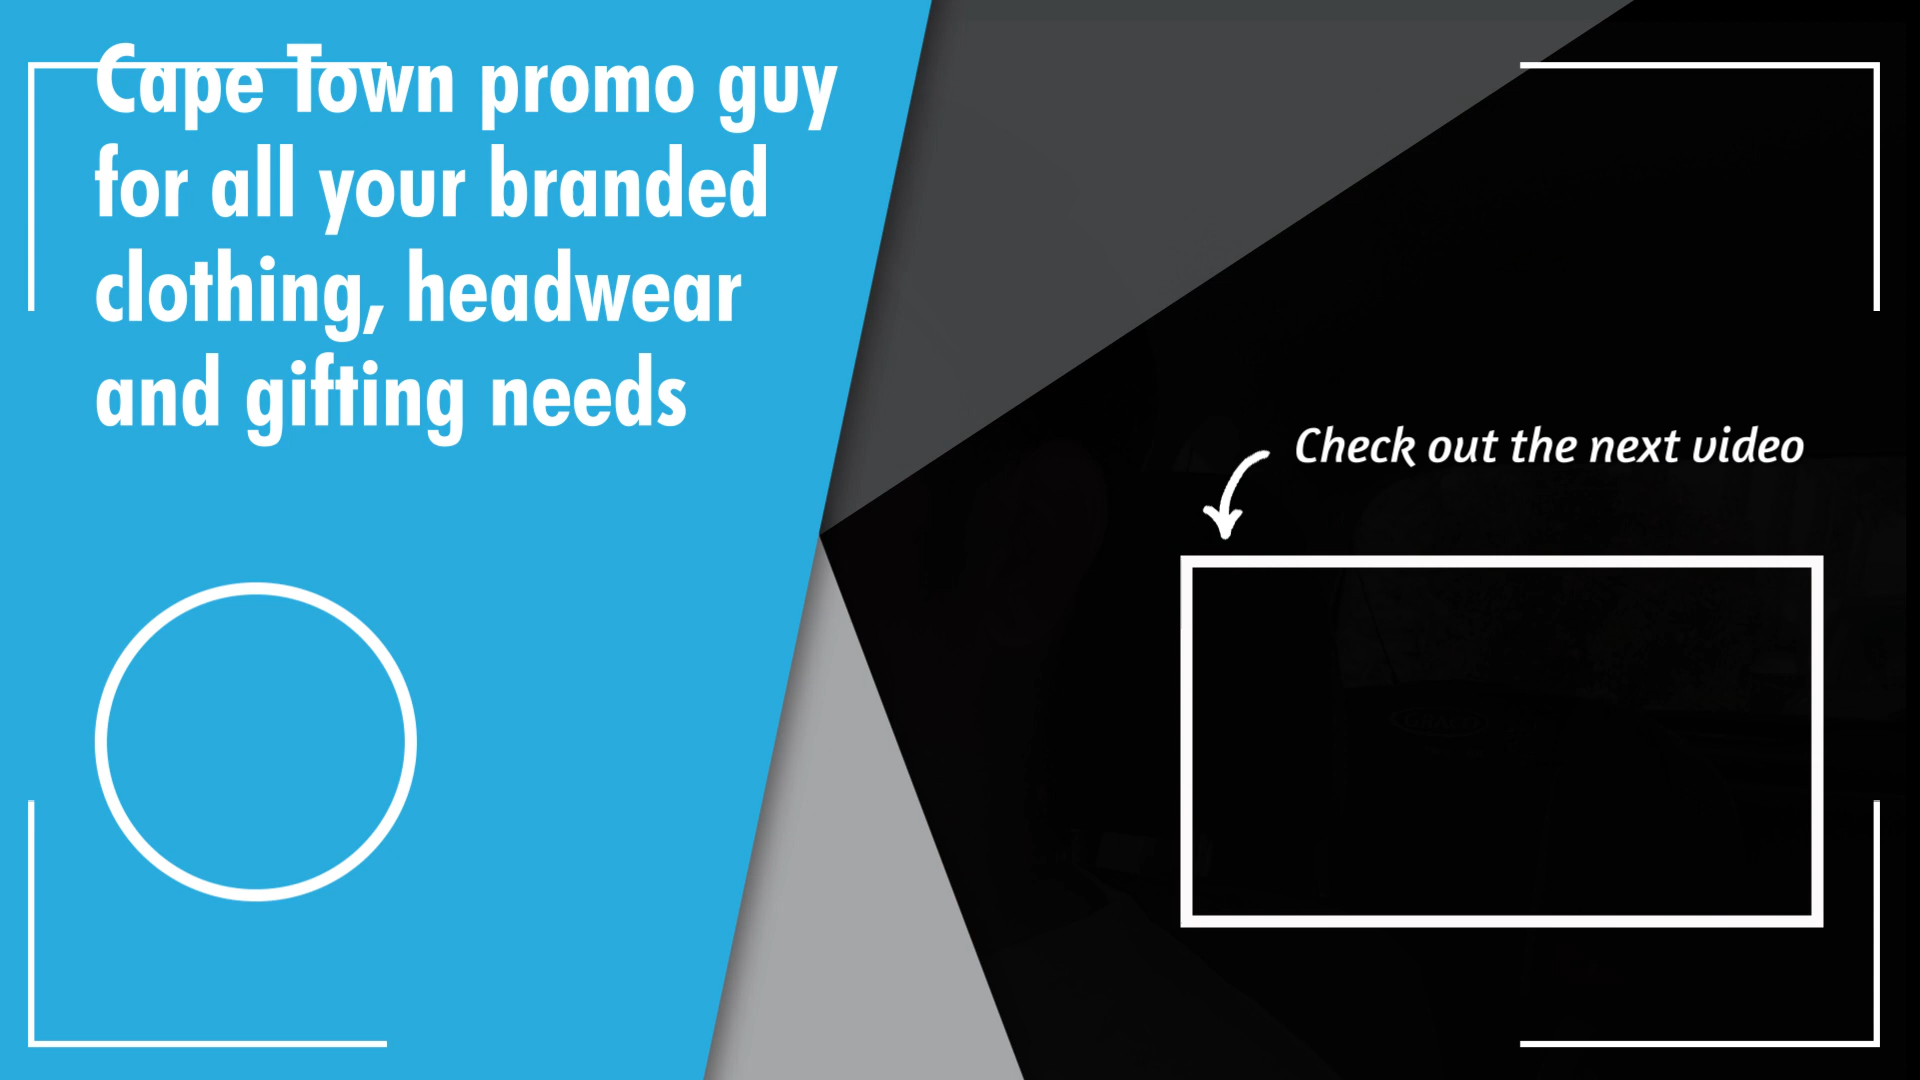 Cape Town promo guy
for all your branded
clothing, headwear
and gifting needs
Check out the next video